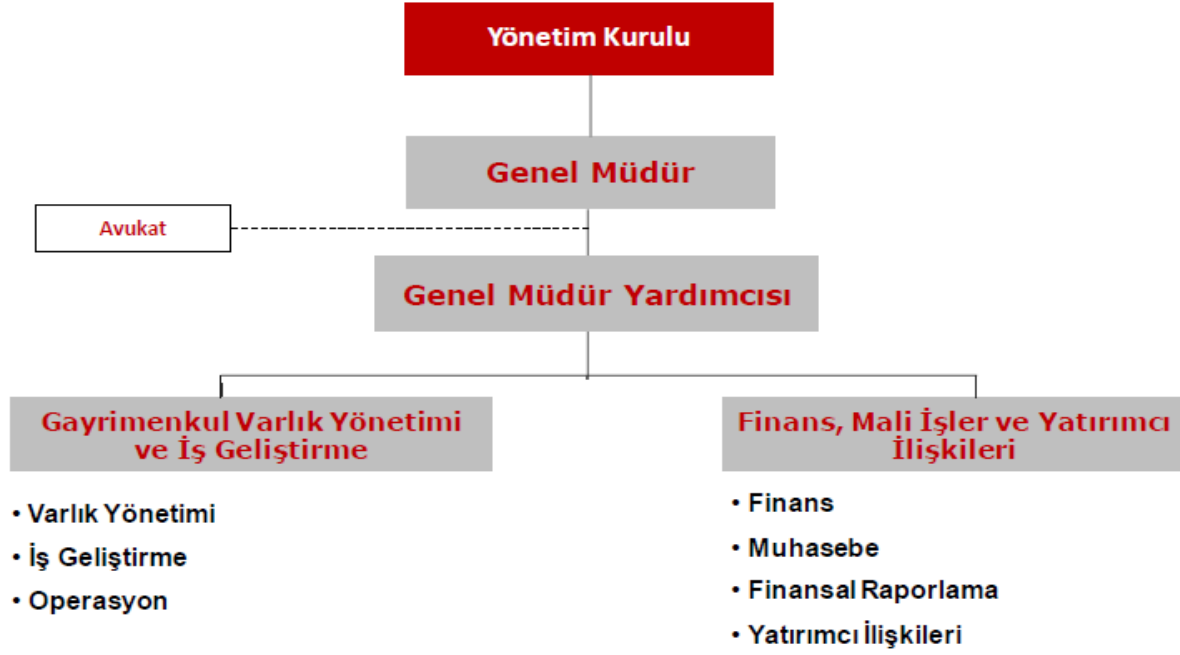 Yönetim Kurulu
Genel Müdür
Avukat
Genel Müdür Yardımcısı
Gayrimenkul Varlık Yönetimi
ve İş Geliştirme
• Varlık Yönetimi
• İş Geliştirme
• Operasyon
Finans, Mali İşler ve Yatırımcı
İlişkileri
• Finans
• Muhasebe
• Finansal Raporlama
• Yatırımcı İlişkileri